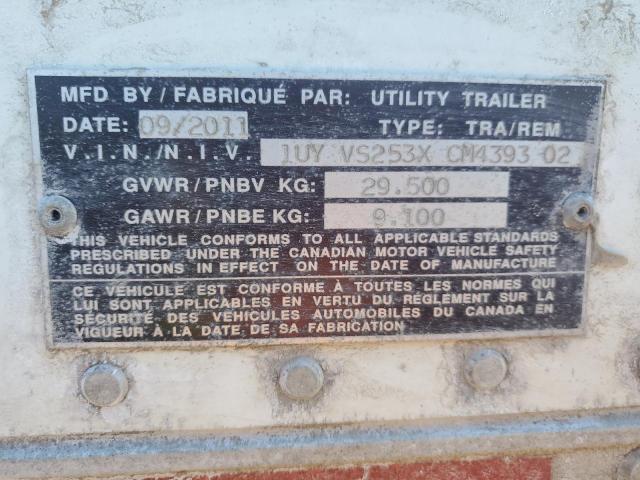 MFD BY/FABRIQUÉ PAR: UTILITY TRAILER
DATE: 09/2011 TYPE: TRA/REM
V.I.N./N.I.V. 1UY VS253X CM4393 02
GVWR/PNBV KG: 29.500
GAWR/PNBE KG: 9.100
THIS VEHICLE CONFORMS TO ALL APPLICABLE STANDARDS
PRESCRIBED UNDER THE CANADIAN MOTOR VEHICLE SAFETY
REGULATIONS IN EFFECT ON THE DATE OF MANUFACTURE
CE VÉHICULE EST CONFORME À TOUTES LES NORMES QUI
LUI SONT APPLICABLES EN VERTU DU RÉGLEMENT SUR LA
SÉCURITÉ DES VEHICULES AUTOMOBILES DU CANADA EN
VIGUEUR À LA DATE DE SA FABRICATION